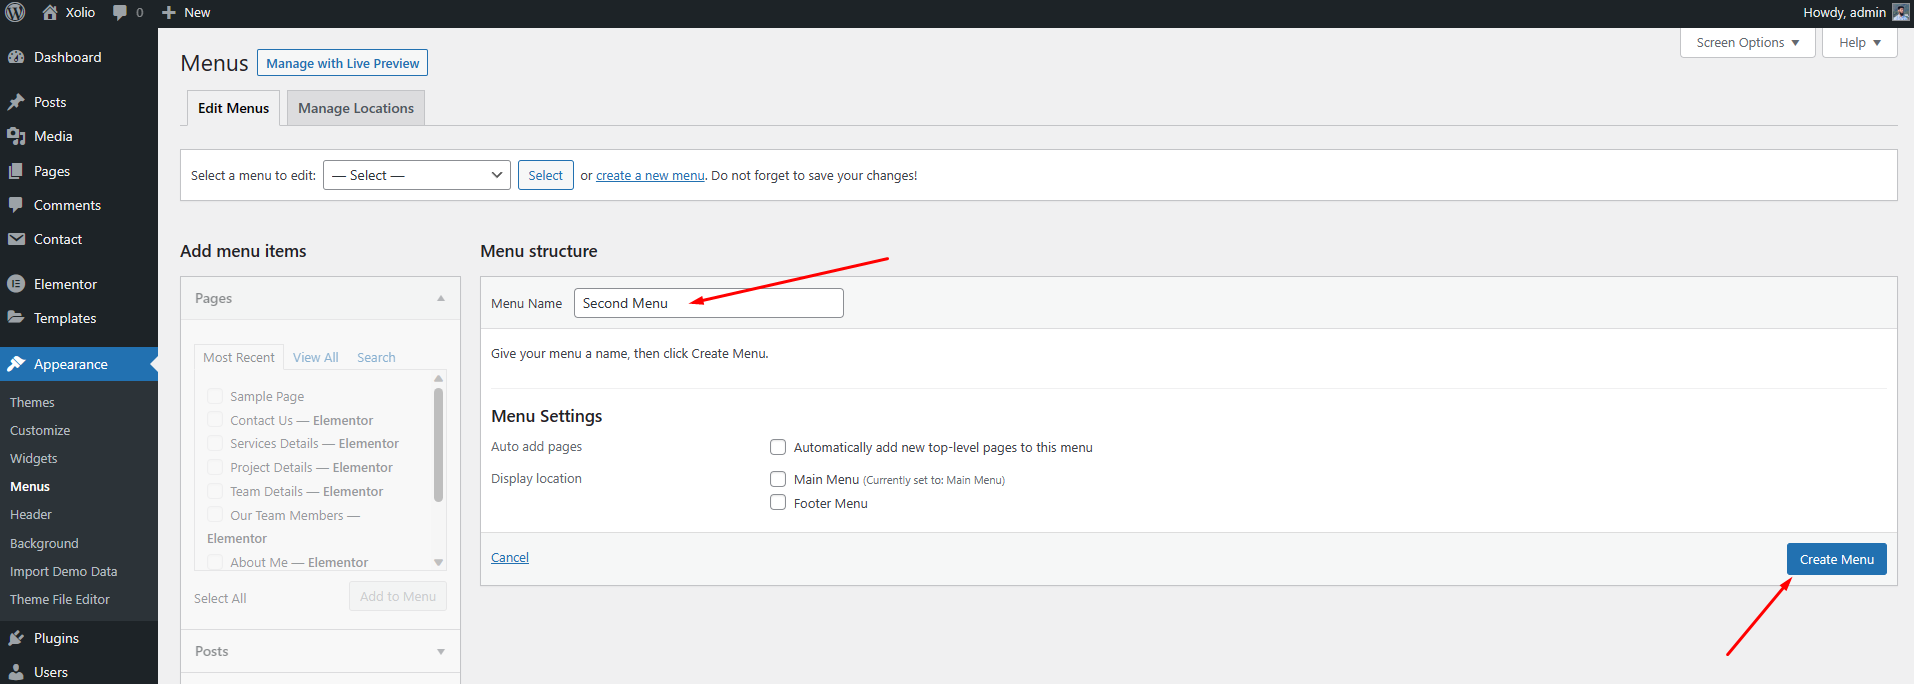 Xolio 0 New Howdy, admin
Screen Options Help
Dashboard
Posts
Media
Pages
Comments
Contact
Elementor
Templates
Appearance
Themes
Customize
Widgets
Menus
Header
Background
Import Demo Data
Theme File Editor
Plugins
Users
Menus Manage with Live Preview
Edit Menus Manage Locations
Select a menu to edit: — Select — Select or create a new menu. Do not forget to save your changes!
Add menu items
Pages
Most Recent View All Search
Sample Page
Contact Us — Elementor
Services Details — Elementor
Project Details — Elementor
Team Details — Elementor
Our Team Members —
Elementor
About Me — Elementor
Select All Add to Menu
Posts
Menu structure
Menu Name Second Menu
Give your menu a name, then click Create Menu.
Menu Settings
Auto add pages Automatically add new top-level pages to this menu
Display location Main Menu (Currently set to: Main Menu)
Footer Menu
Cancel Create Menu